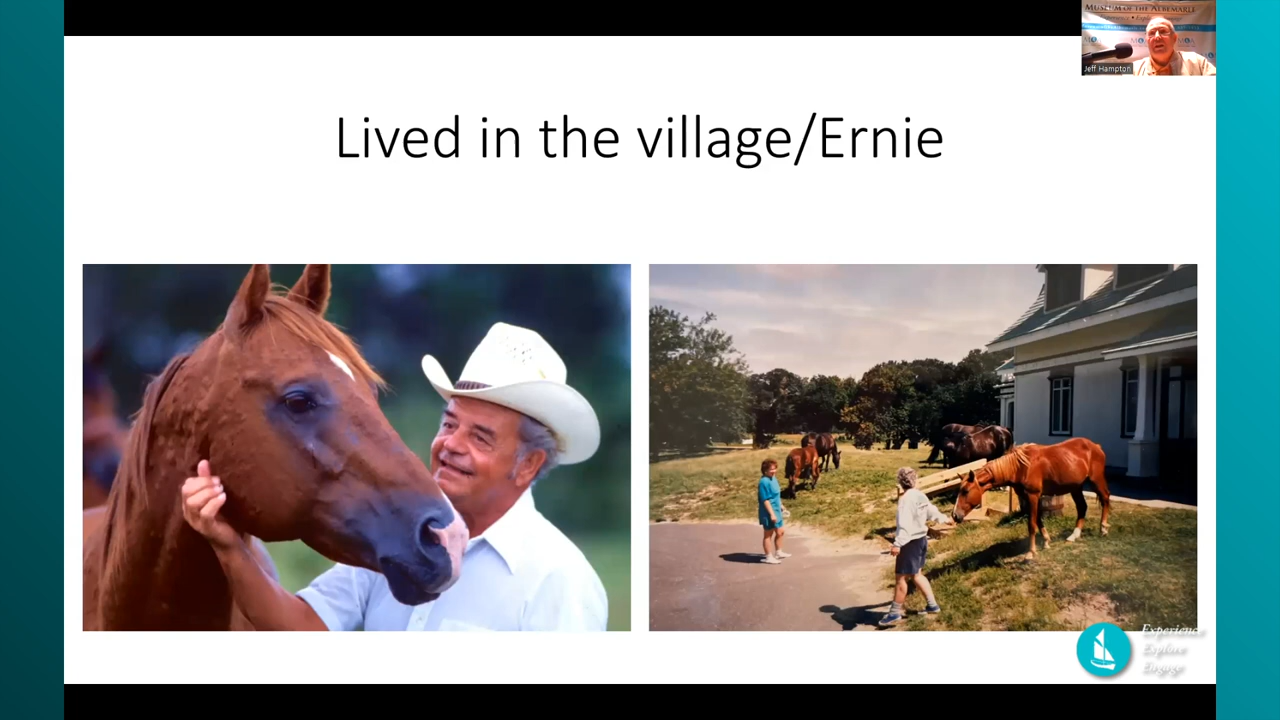 MUSEUM OF THE ALBEMARLE
Jeff Hampton
Lived in the village/Ernie
Experience
Explore
Engage